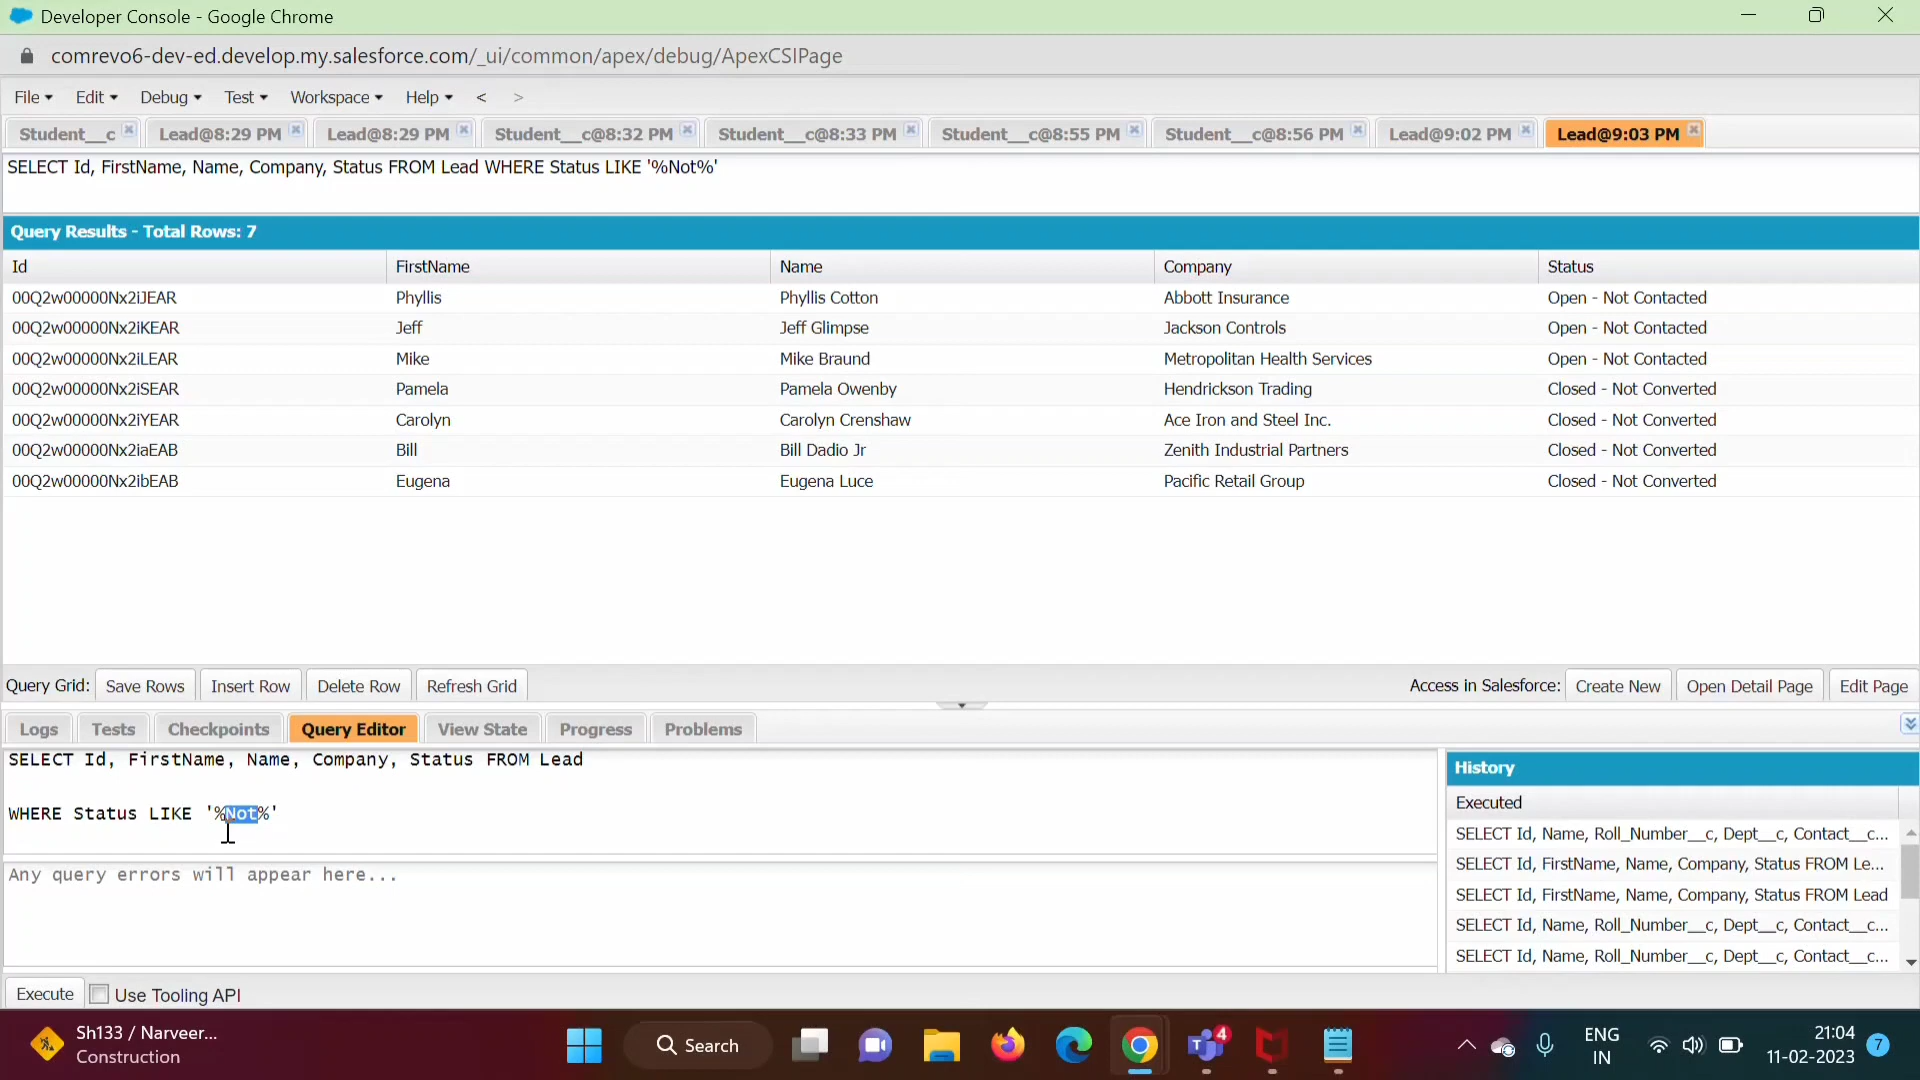 Developer Console - Google Chrome
comrevo6-dev-ed.develop.my.salesforce.com/_ui/common/apex/debug/ApexCSIPage
File Edit Debug Test Workspace Help < >
Student__c Lead@8:29 PM Lead@8:29 PM Student__c@8:32 PM Student__c@8:33 PM Student__c@8:55 PM Student__c@8:56 PM Lead@9:02 PM Lead@9:03 PM
SELECT Id, FirstName, Name, Company, Status FROM Lead WHERE Status LIKE '%Not%'
Query Results - Total Rows: 7
Id FirstName Name Company Status
00Q2w00000Nx2iJEAR Phyllis Phyllis Cotton Abbott Insurance Open - Not Contacted
00Q2w00000Nx2iKEAR Jeff Jeff Glimpse Jackson Controls Open - Not Contacted
00Q2w00000Nx2iLEAR Mike Mike Braund Metropolitan Health Services Open - Not Contacted
00Q2w00000Nx2iSEAR Pamela Pamela Owenby Hendrickson Trading Closed - Not Converted
00Q2w00000Nx2iYEAR Carolyn Carolyn Crenshaw Ace Iron and Steel Inc. Closed - Not Converted
00Q2w00000Nx2iaEAB Bill Bill Dadio Jr Zenith Industrial Partners Closed - Not Converted
00Q2w00000Nx2ibEAB Eugena Eugena Luce Pacific Retail Group Closed - Not Converted
Query Grid: Save Rows Insert Row Delete Row Refresh Grid Access in Salesforce: Create New Open Detail Page Edit Page
Logs Tests Checkpoints Query Editor View State Progress Problems
SELECT Id, FirstName, Name, Company, Status FROM Lead
WHERE Status LIKE '%Not%'
Any query errors will appear here...
History
Executed
SELECT Id, Name, Roll_Number__c, Dept__c, Contact__c...
SELECT Id, FirstName, Name, Company, Status FROM Le...
SELECT Id, FirstName, Name, Company, Status FROM Lead
SELECT Id, Name, Roll_Number__c, Dept__c, Contact__c...
SELECT Id, Name, Roll_Number__c, Dept__c, Contact__c...
Execute Use Tooling API
Sh133 / Narveer...
Construction
Search
4
ENG
IN
21:04
11-02-2023
7